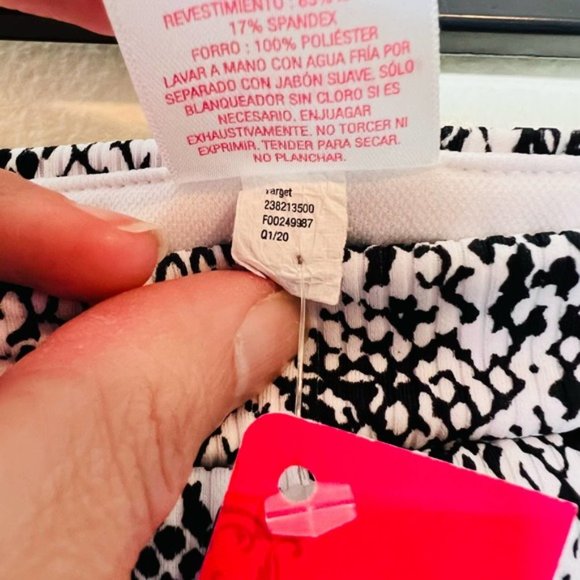 REVESTIMIENTO: 83%
17% SPANDEX
FORRO: 100% POLIÉSTER
LAVAR A MANO CON AGUA FRÍA POR
SEPARADO CON JABÓN SUAVE. SÓLO
BLANQUEADOR SIN CLORO SI ES
NECESARIO. ENJUAGAR
EXHAUSTIVAMENTE. NO TORCER NI
EXPRIMIR. TENDER PARA SECAR.
NO PLANCHAR.
Target
238213500
F00249987
Q1/20